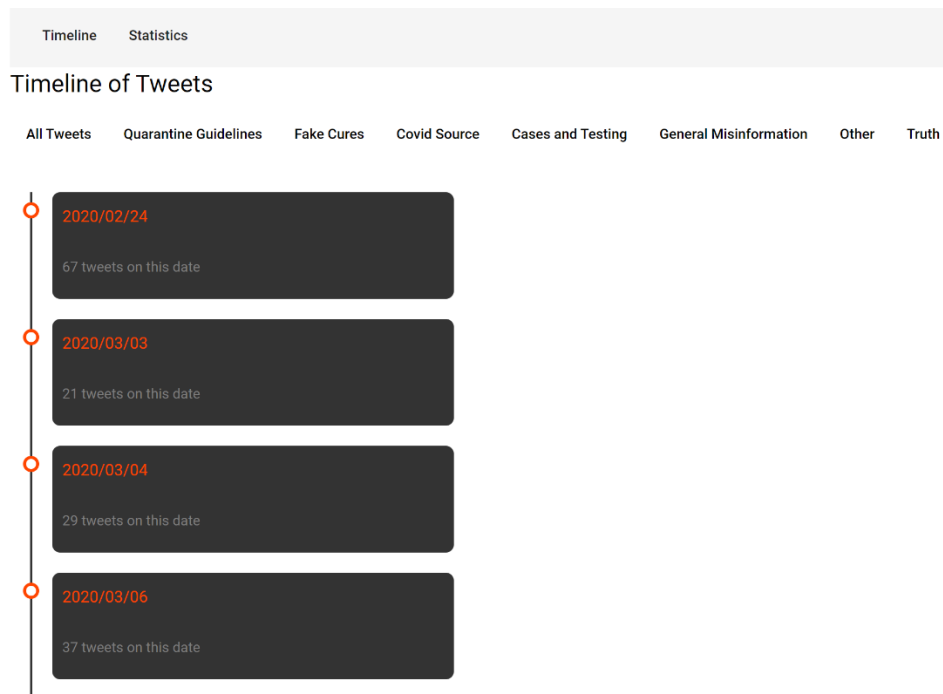 Timeline Statistics
Timeline of Tweets
All Tweets Quarantine Guidelines Fake Cures Covid Source Cases and Testing General Misinformation Other Truth
2020/02/24
67 tweets on this date
2020/03/03
21 tweets on this date
2020/03/04
29 tweets on this date
2020/03/06
37 tweets on this date